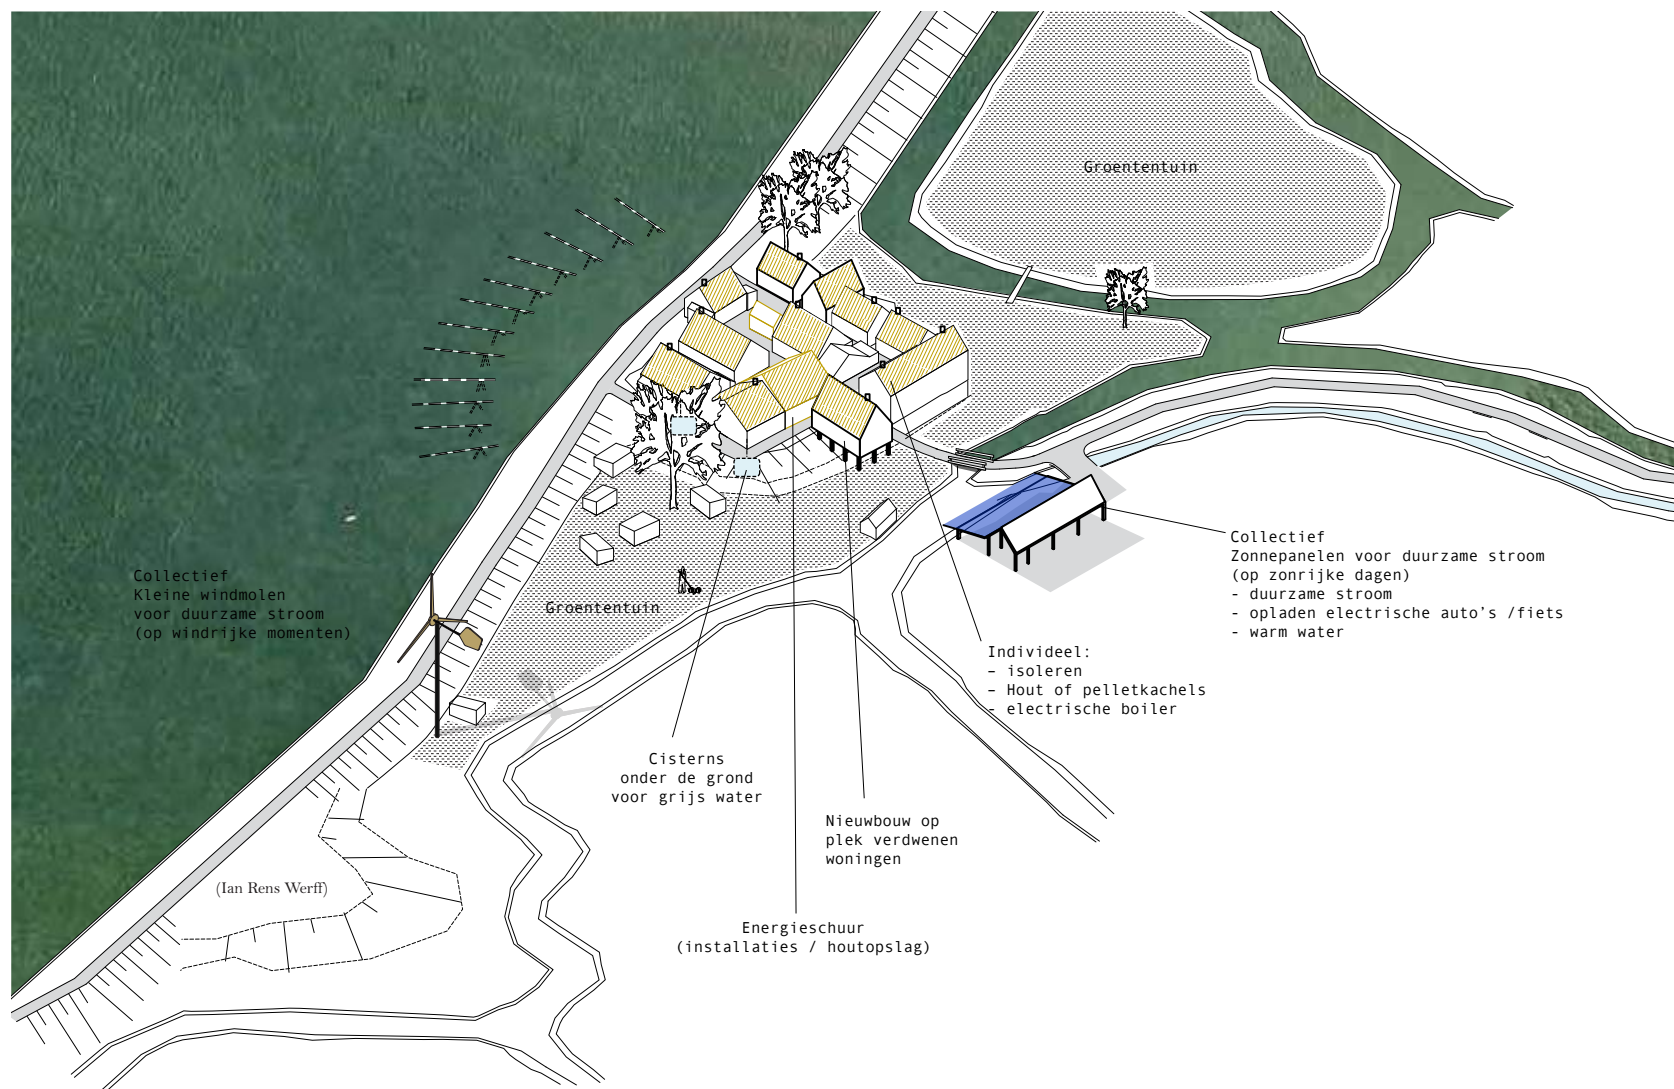 Groententuin
Collectief
Zonnepanelen voor duurzame stroom
(op zonrijke dagen)
- duurzame stroom
- opladen electrische auto's /fiets
- warm water
Collectief
Kleine windmolen
voor duurzame stroom
(op windrijke momenten)
Groententuin
Individeel:
– isoleren
– Hout of pelletkachels
- electrische boiler
Cisterns
onder de grond
voor grijs water
Nieuwbouw op
plek verdwenen
woningen
(Ian Rens Werff)
Energieschuur
(installaties / houtopslag)